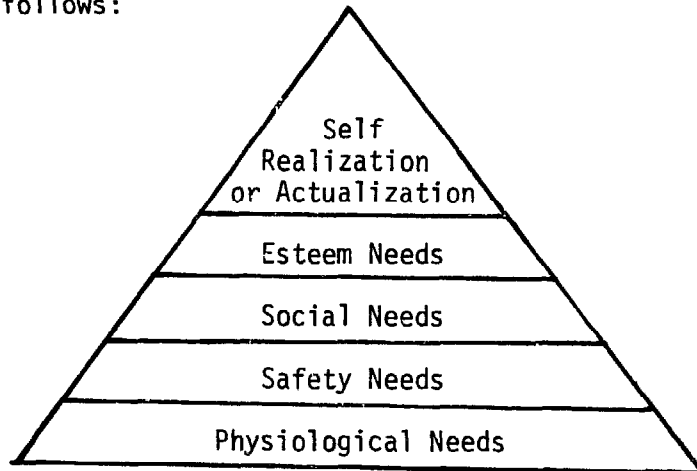 follows:
Self
Realization
or Actualization
Esteem Needs
Social Needs
Safety Needs
Physiological Needs